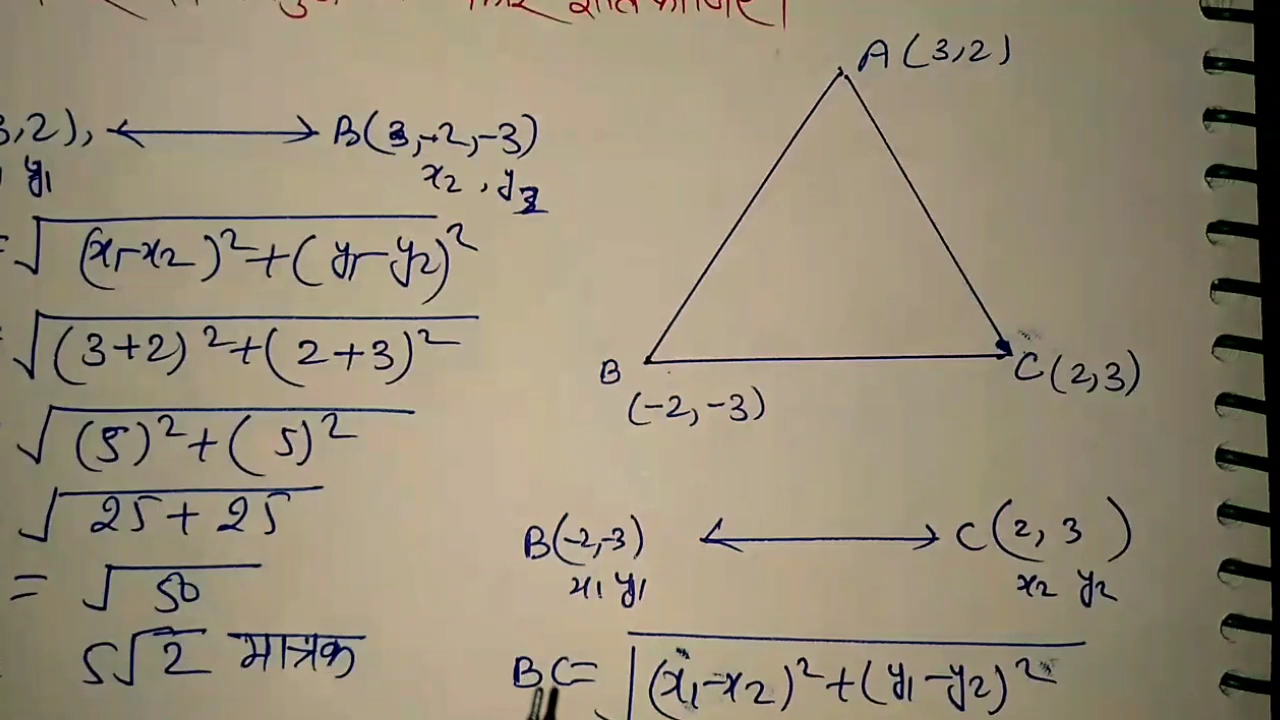 A(3,2)
3,2), ⟷ B(3,-2,-3)
y₁ x₂, y₂
= √(x₁-x₂)²+(y₁-y₂)²
= √(3+2)²+(2+3)²
√(5)²+(5)²
√25+25
= √50
5√2 मात्रक
B
(-2,-3)
C(2,3)
B(-2,-3) ⟷ C(2, 3)
x₁ y₁ x₂ y₂
BC= √(x₁-x₂)²+(y₁-y₂)²